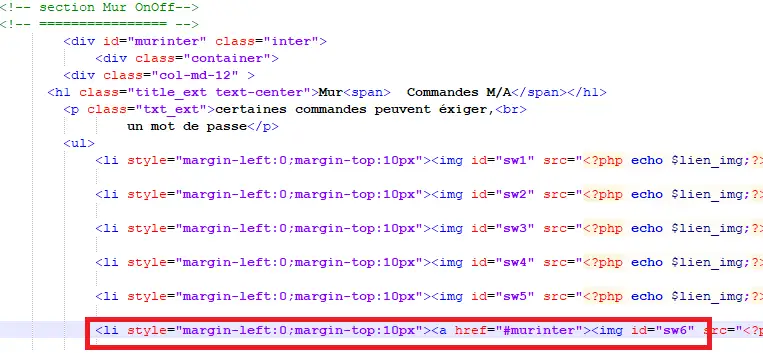 <!-- section Mur OnOff-->
<!-- ================ -->
<div id="murinter" class="inter">
<div class="container">
<div class="col-md-12" >
<h1 class="title_ext text-center">Mur<span>  Commandes M/A</span></h1>
<p class="txt_ext">certaines commandes peuvent éxiger,<br>
un mot de passe</p>
<ul>
<li style="margin-left:0;margin-top:10px"><img id="sw1" src="<?php echo $lien_img;?>
<li style="margin-left:0;margin-top:10px"><img id="sw2" src="<?php echo $lien_img;?>
<li style="margin-left:0;margin-top:10px"><img id="sw3" src="<?php echo $lien_img;?>
<li style="margin-left:0;margin-top:10px"><img id="sw4" src="<?php echo $lien_img;?>
<li style="margin-left:0;margin-top:10px"><img id="sw5" src="<?php echo $lien_img;?>
<li style="margin-left:0;margin-top:10px"><a href="#murinter"><img id="sw6" src="<?p